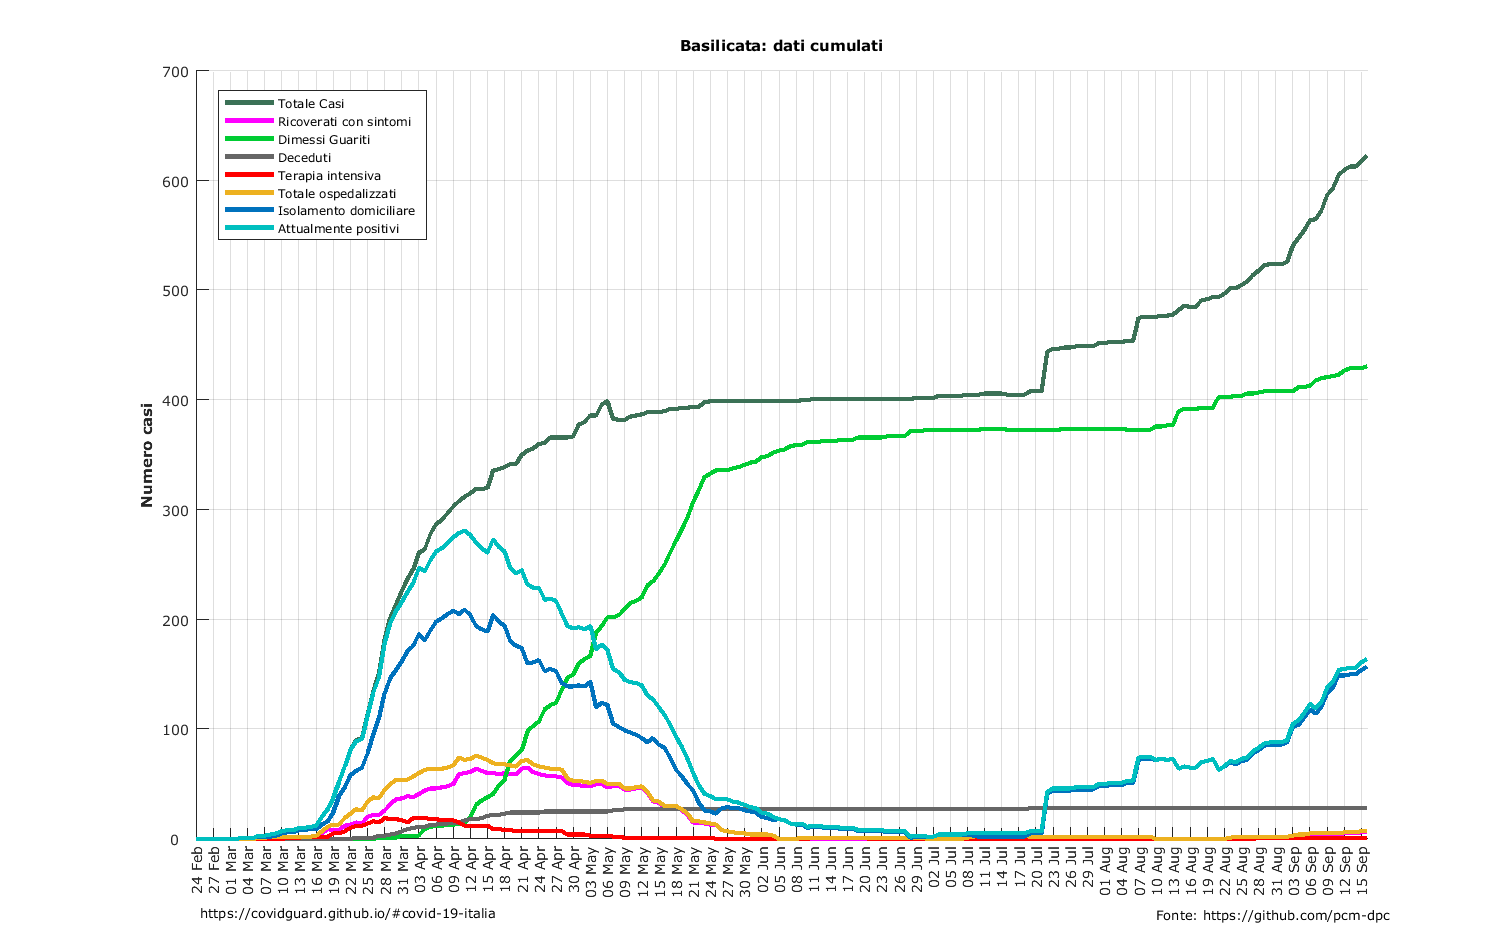 Basilicata: dati cumulati
Numero casi
700
600
500
400
300
200
100
0
Totale Casi
Ricoverati con sintomi
Dimessi Guariti
Deceduti
Terapia intensiva
Totale ospedalizzati
Isolamento domiciliare
Attualmente positivi
24 Feb
27 Feb
01 Mar
04 Mar
07 Mar
10 Mar
13 Mar
16 Mar
19 Mar
22 Mar
25 Mar
28 Mar
31 Mar
03 Apr
06 Apr
09 Apr
12 Apr
15 Apr
18 Apr
21 Apr
24 Apr
27 Apr
30 Apr
03 May
06 May
09 May
12 May
15 May
18 May
21 May
24 May
27 May
30 May
02 Jun
05 Jun
08 Jun
11 Jun
14 Jun
17 Jun
20 Jun
23 Jun
26 Jun
29 Jun
02 Jul
05 Jul
08 Jul
11 Jul
14 Jul
17 Jul
20 Jul
23 Jul
26 Jul
29 Jul
01 Aug
04 Aug
07 Aug
10 Aug
13 Aug
16 Aug
19 Aug
22 Aug
25 Aug
28 Aug
31 Aug
03 Sep
06 Sep
09 Sep
12 Sep
15 Sep
https://covidguard.github.io/#covid-19-italia
Fonte: https://github.com/pcm-dpc